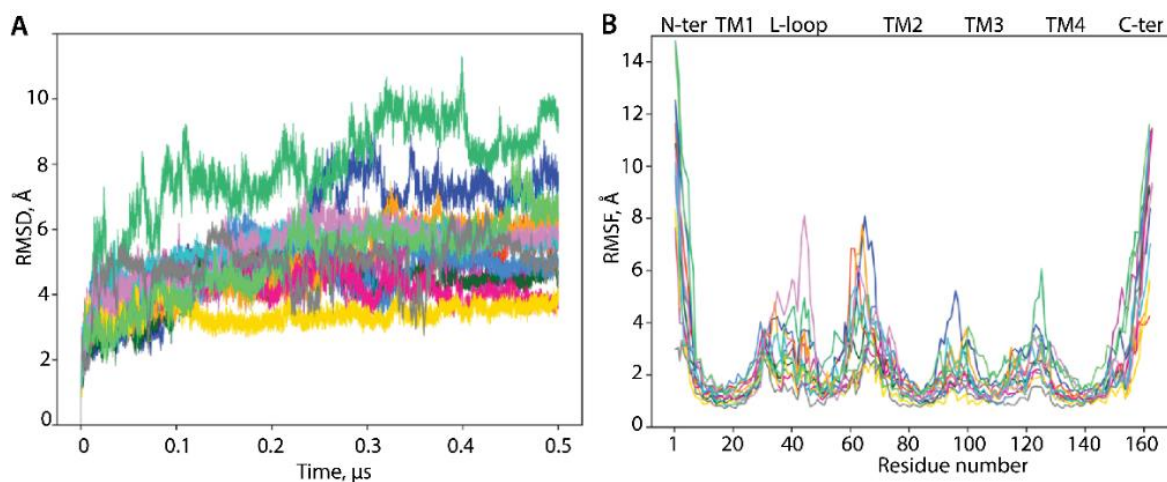 A
RMSD, Å
10
8
6
4
2
0
0 0.1 0.2 0.3 0.4 0.5
Time, µs
B
N-ter TM1 L-loop TM2 TM3 TM4 C-ter
RMSF, Å
14
12
10
8
6
4
2
0
1 20 40 60 80 100 120 140 160
Residue number